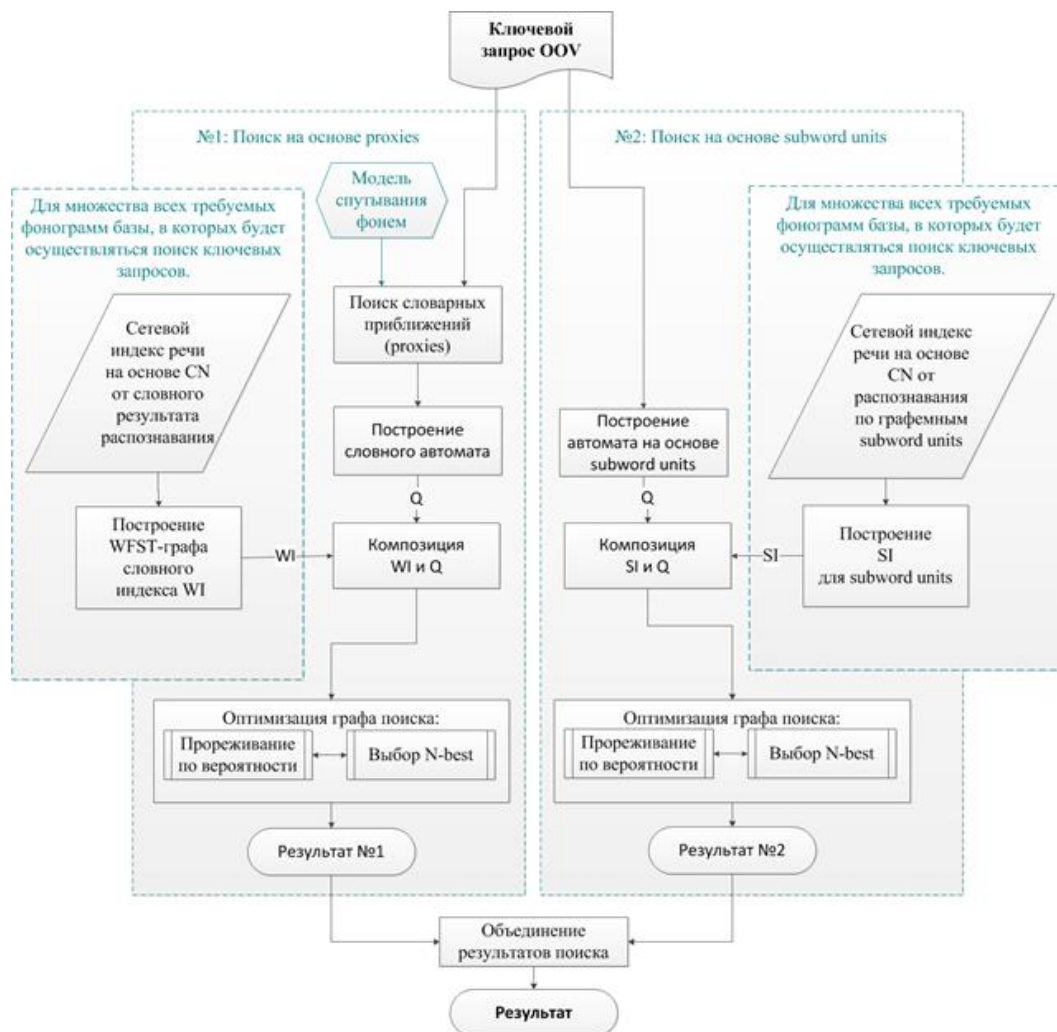 Ключевой
запрос OOV
№1: Поиск на основе proxies
Модель
спутывания
фонем
Для множества всех требуемых
фонограмм базы, в которых будет
осуществляться поиск ключевых
запросов.
Поиск словарных
приближений
(proxies)
Сетевой
индекс речи
на основе CN
от словного
результата
распознавания
Построение
словного автомата
Q
Построение
WFST-графа
словного
индекса WI
WI
Композиция
WI и Q
Оптимизация графа поиска:
Прореживание
по вероятности
Выбор N-best
Результат №1
№2: Поиск на основе subword units
Для множества всех требуемых
фонограмм базы, в которых будет
осуществляться поиск ключевых
запросов.
Сетевой индекс
речи на основе
CN от
распознавания
по графемным
subword units
Построение
автомата на основе
subword units
Q
Композиция
SI и Q
SI
Построение
SI
для subword units
Оптимизация графа поиска:
Прореживание
по вероятности
Выбор N-best
Результат №2
Объединение
результатов поиска
Результат